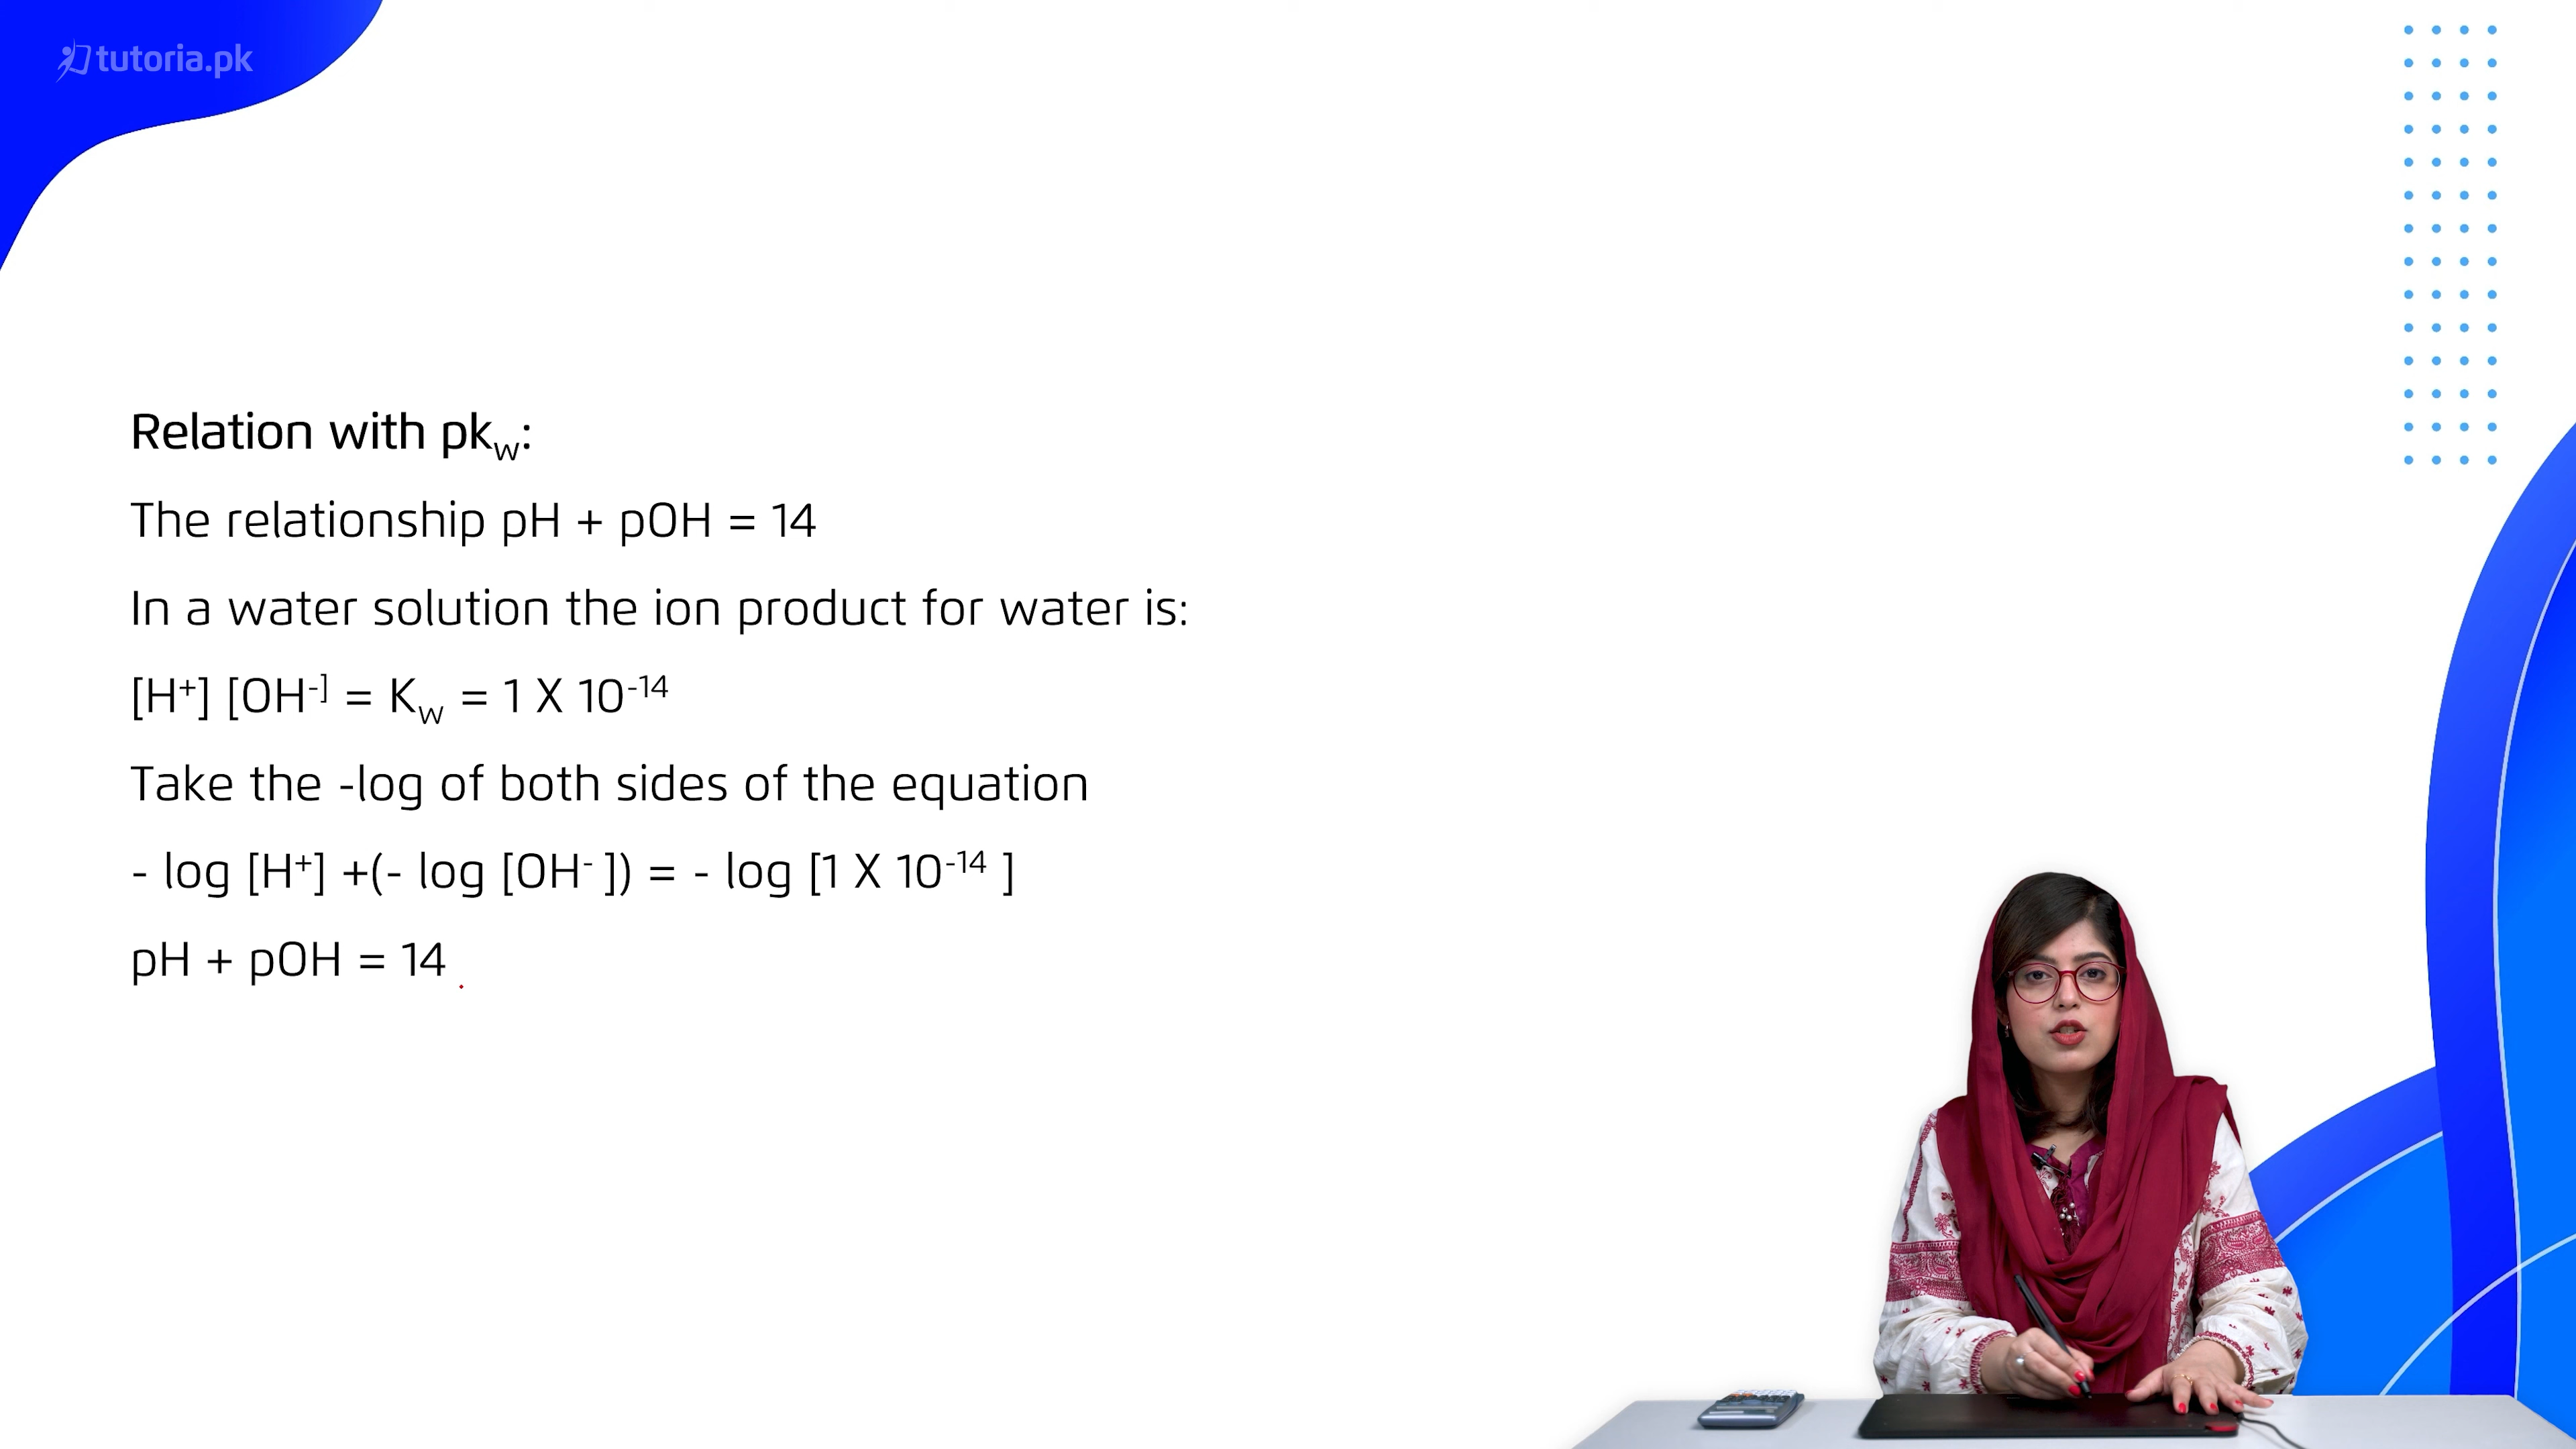 tutoria.pk
Relation with pkw:
The relationship pH + pOH = 14
In a water solution the ion product for water is:
[H⁺] [OH⁻] = Kw = 1 X 10⁻¹⁴
Take the -log of both sides of the equation
- log [H⁺] +(- log [OH⁻ ]) = - log [1 X 10⁻¹⁴ ]
pH + pOH = 14